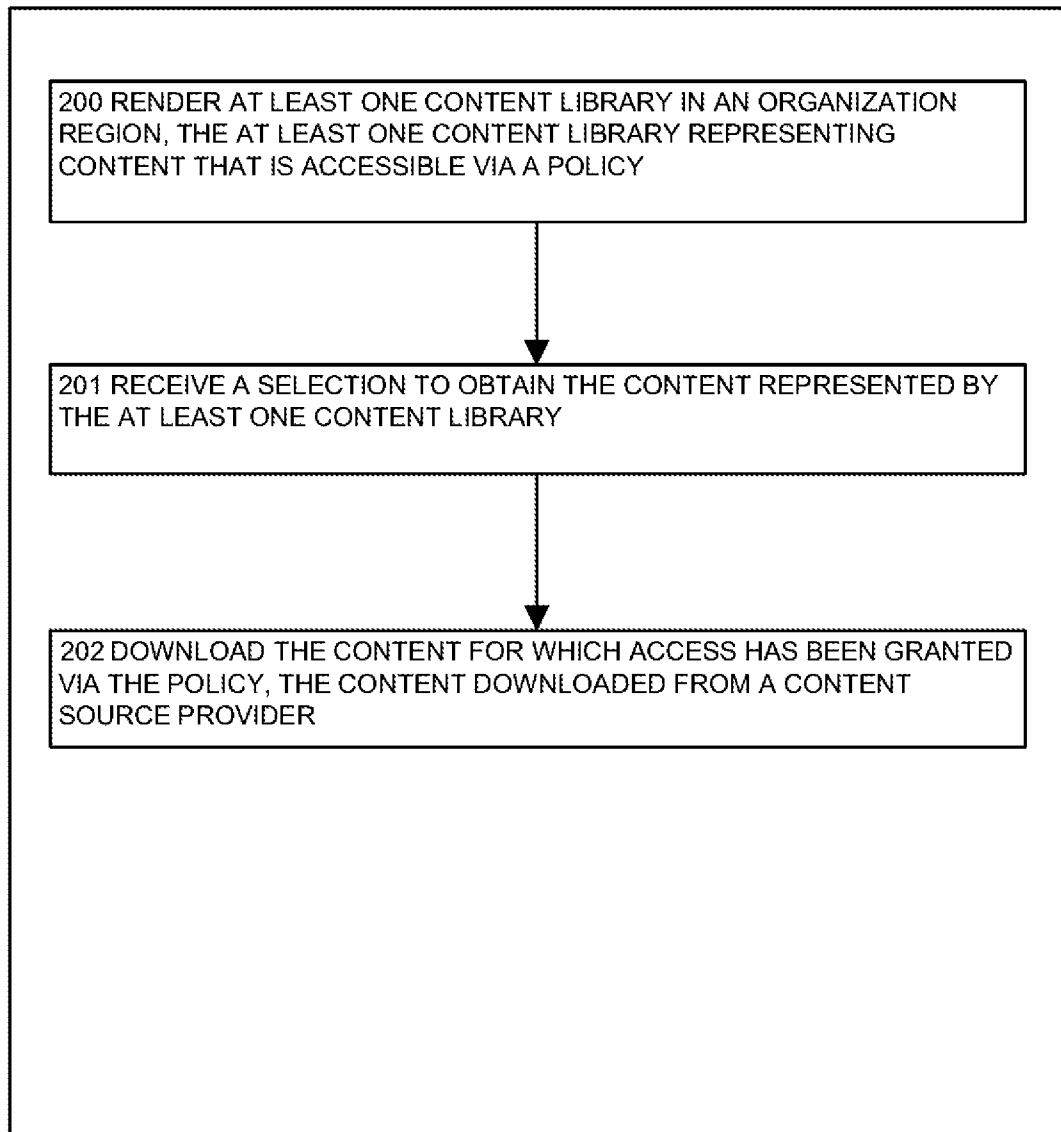 200 RENDER AT LEAST ONE CONTENT LIBRARY IN AN ORGANIZATION
REGION, THE AT LEAST ONE CONTENT LIBRARY REPRESENTING
CONTENT THAT IS ACCESSIBLE VIA A POLICY
201 RECEIVE A SELECTION TO OBTAIN THE CONTENT REPRESENTED BY
THE AT LEAST ONE CONTENT LIBRARY
202 DOWNLOAD THE CONTENT FOR WHICH ACCESS HAS BEEN GRANTED
VIA THE POLICY, THE CONTENT DOWNLOADED FROM A CONTENT
SOURCE PROVIDER